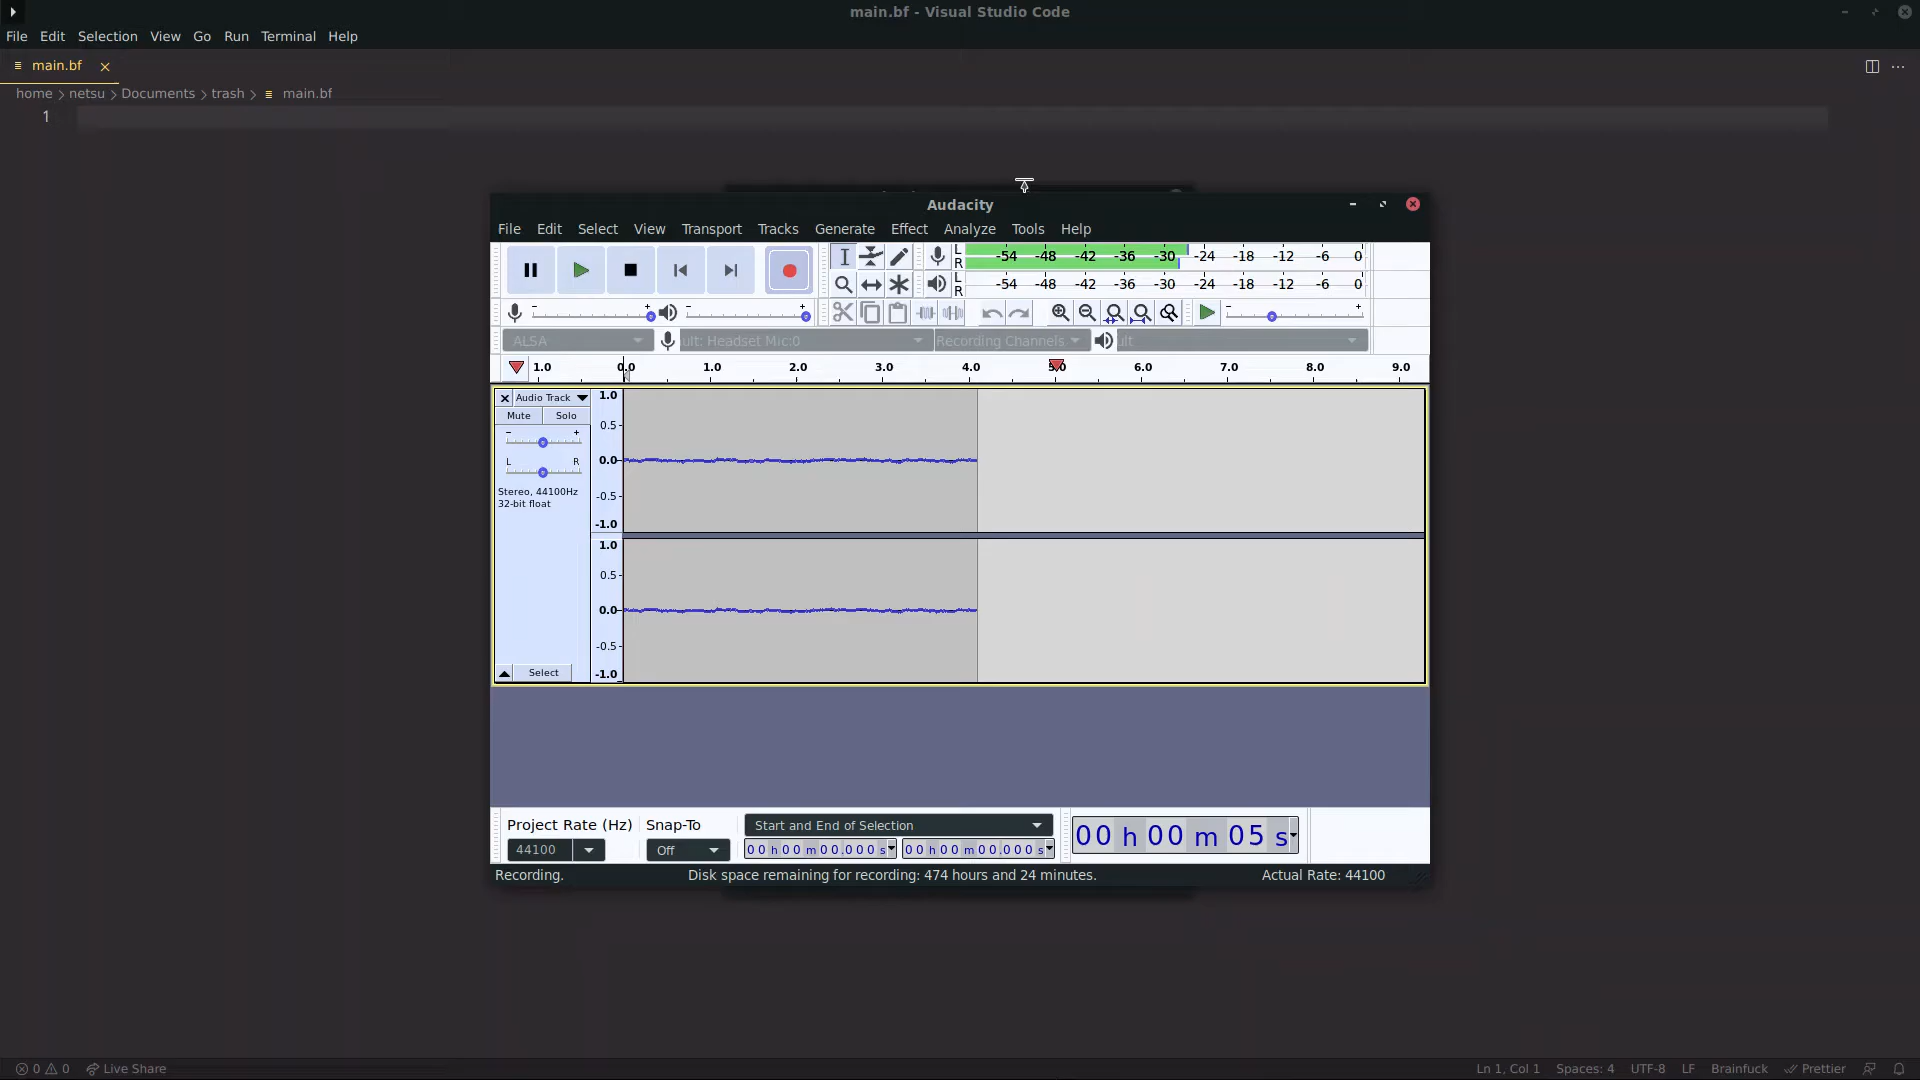 main.bf - Visual Studio Code
File Edit Selection View Go Run Terminal Help
main.bf
home > netsu > Documents > trash > main.bf
1
Audacity
File Edit Select View Transport Tracks Generate Effect Analyze Tools Help
L
R
-54 -48 -42 -36 -30 -24 -18 -12 -6 0
L
R
-54 -48 -42 -36 -30 -24 -18 -12 -6 0
ALSA
ult: Headset Mic:0
Recording Channels
ult
1.0 0.0 1.0 2.0 3.0 4.0 5.0 6.0 7.0 8.0 9.0
Audio Track
Mute Solo
- +
L R
Stereo, 44100Hz
32-bit float
Select
1.0
0.5
0.0
-0.5
-1.0
1.0
0.5
0.0
-0.5
-1.0
Project Rate (Hz) Snap-To
Start and End of Selection
44100
Off
00 h 00 m 00.000 s
00 h 00 m 00.000 s
00 h 00 m 05 s
Recording.
Disk space remaining for recording: 474 hours and 24 minutes.
Actual Rate: 44100
0 0 Live Share
Ln 1, Col 1 Spaces: 4 UTF-8 LF Brainfuck Prettier